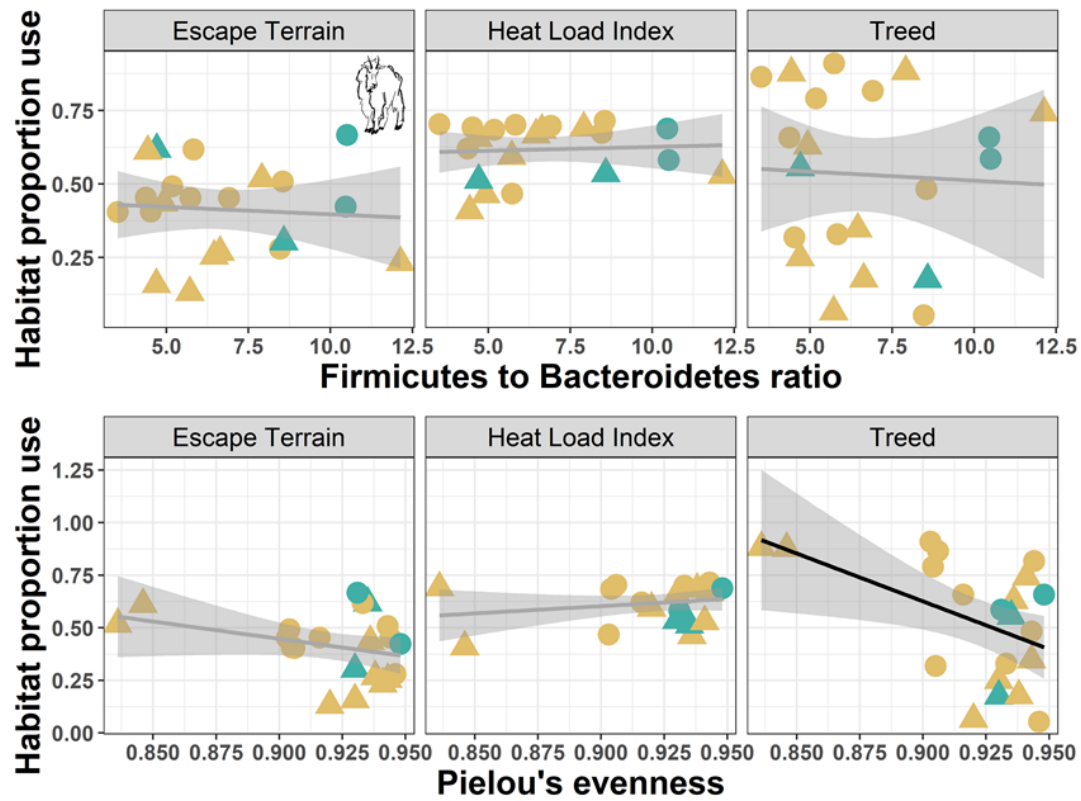 Escape Terrain Heat Load Index Treed
Habitat proportion use
0.75
0.50
0.25
5.0 7.5 10.0 12.5 5.0 7.5 10.0 12.5 5.0 7.5 10.0 12.5
Firmicutes to Bacteroidetes ratio
Escape Terrain Heat Load Index Treed
Habitat proportion use
1.25
1.00
0.75
0.50
0.25
0.00
0.850 0.875 0.900 0.925 0.950 0.850 0.875 0.900 0.925 0.950 0.850 0.875 0.900 0.925 0.950
Pielou's evenness